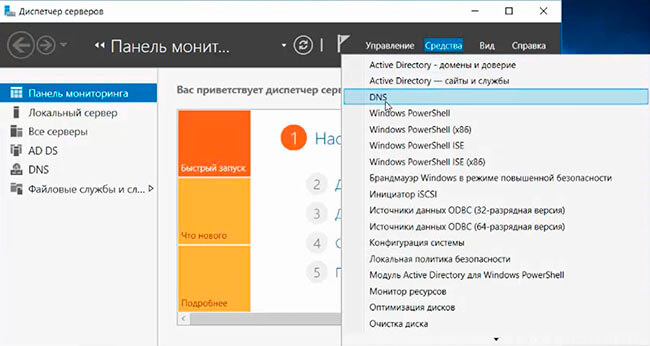 Диспетчер серверов
Панель монит...
Управление Средства Вид Справка
Панель мониторинга
Локальный сервер
Все серверы
AD DS
DNS
Файловые службы и сл...
Вас приветствует диспетчер серв
Быстрый запуск
Что нового
Подробнее
1 Нас
2 Д
3 Д
4 С
5 П
Active Directory - домены и доверие
Active Directory — сайты и службы
DNS
Windows PowerShell
Windows PowerShell (x86)
Windows PowerShell ISE
Windows PowerShell ISE (x86)
Брандмауэр Windows в режиме повышенной безопасности
Инициатор iSCSI
Источники данных ODBC (32-разрядная версия)
Источники данных ODBC (64-разрядная версия)
Конфигурация системы
Локальная политика безопасности
Модуль Active Directory для Windows PowerShell
Монитор ресурсов
Оптимизация дисков
Очистка диска